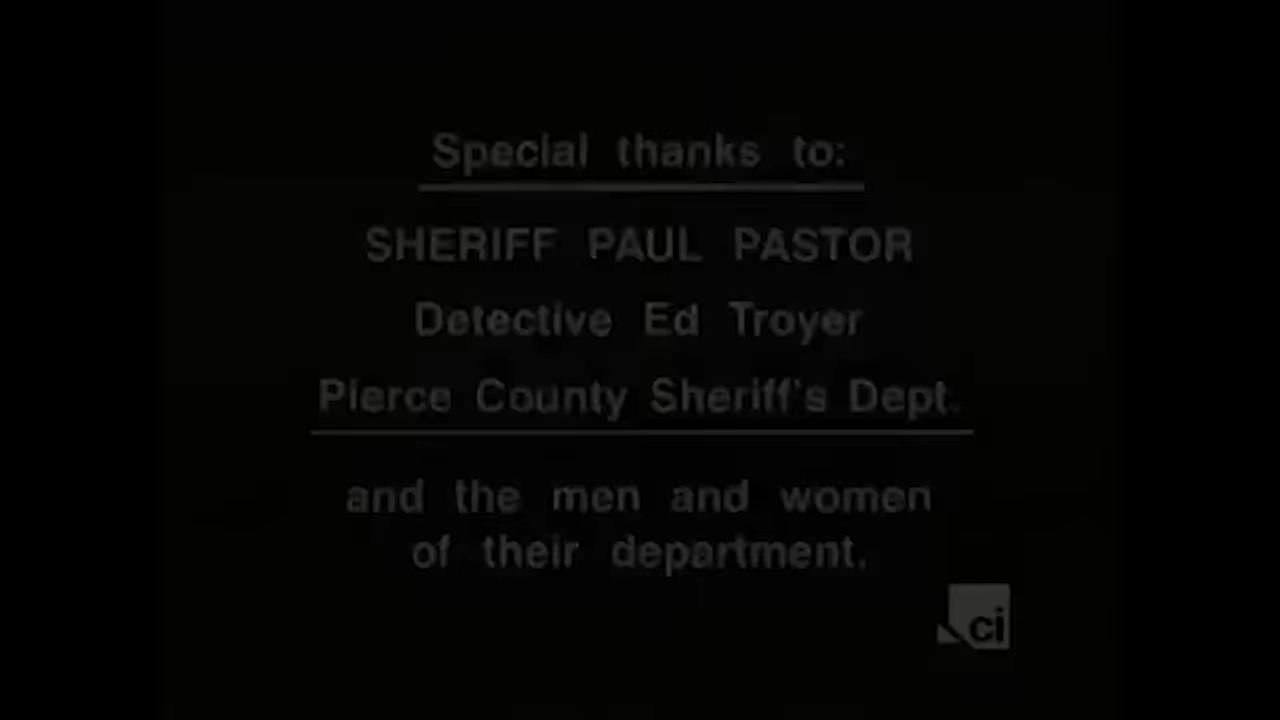 Special thanks to:
SHERIFF PAUL PASTOR
Detective Ed Troyer
Pierce County Sheriff's Dept.
and the men and women
of their department.
ci